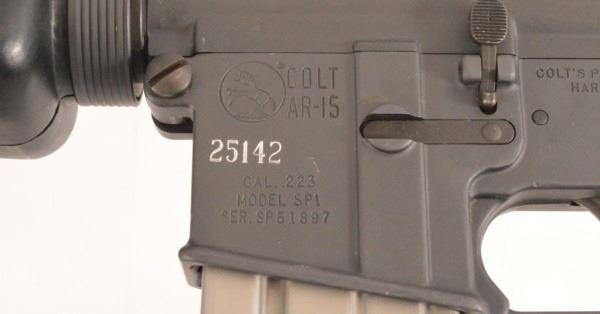 COLT
AR-15
25142
CAL. .223
MODEL SP1
SER. SP51897
COLT'S P
HAR